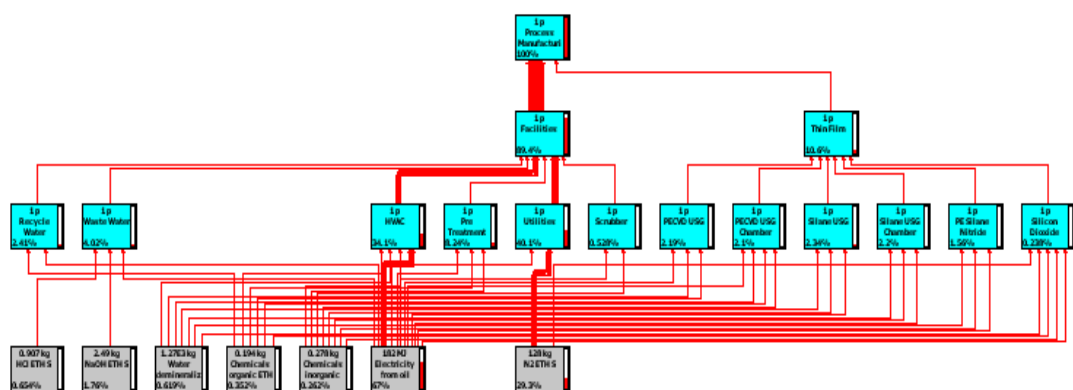 1 p
Process
Manufacturi
100%
1 p
Facilities
89.4%
1 p
Thin Film
10.6%
1 p
Recycle
Water
2.41%
1 p
Waste Water
4.02%
1 p
HVAC
34.1%
1 p
Pre
Treatment
8.24%
1 p
Utilities
40.1%
1 p
Scrubber
0.528%
1 p
PECVD USG
2.19%
1 p
PECVD USG
Chamber
2.1%
1 p
Silane USG
2.34%
1 p
Silane USG
Chamber
2.2%
1 p
PE Silane
Nitride
1.56%
1 p
Silicon
Dioxide
0.238%
0.907 kg
HCl ETH S
0.654%
2.49 kg
NaOH ETH S
1.76%
1.27E3 kg
Water
demineraliz
0.619%
0.194 kg
Chemicals
organic ETH
0.352%
0.278 kg
Chemicals
inorganic
0.262%
182 MJ
Electricity
from oil
67%
128 kg
N2 ETH S
29.3%